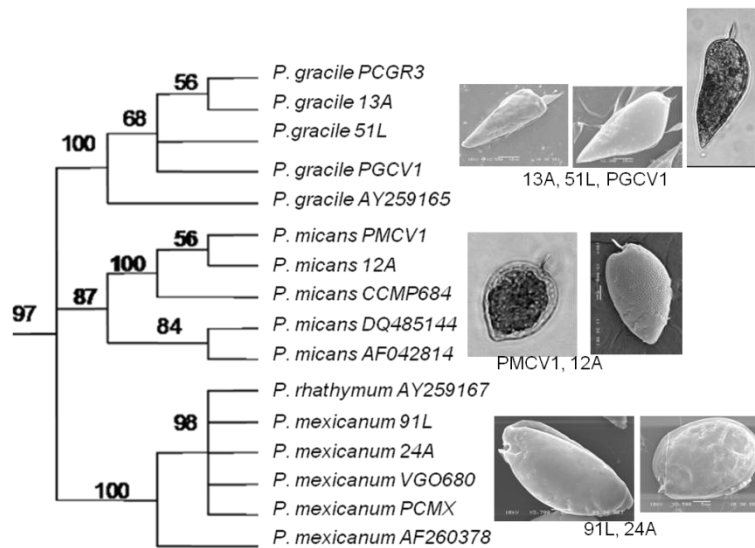 P. gracile PCGR3
56
P. gracile 13A
68
P.gracile 51L
100
P. gracile PGCV1
13A, 51L, PGCV1
P. gracile AY259165
P. micans PMCV1
56
P. micans 12A
100
P. micans CCMP684
87
97
84
P. micans DQ485144
P. micans AF042814
PMCV1, 12A
P. rhathymum AY259167
98
P. mexicanum 91L
P. mexicanum 24A
P. mexicanum VGO680
100
P. mexicanum PCMX
91L, 24A
P. mexicanum AF260378